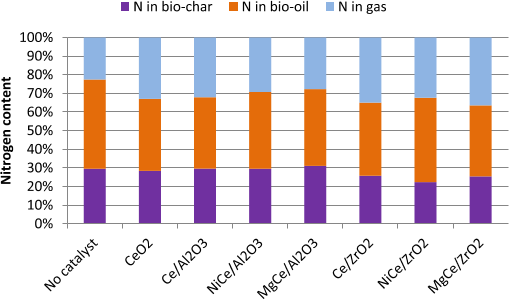 N in bio-char N in bio-oil N in gas
100%
90%
80%
70%
60%
50%
40%
30%
20%
10%
0%
Nitrogen content
No catalyst
CeO2
Ce/Al2O3
NiCe/Al2O3
MgCe/Al2O3
Ce/ZrO2
NiCe/ZrO2
MgCe/ZrO2